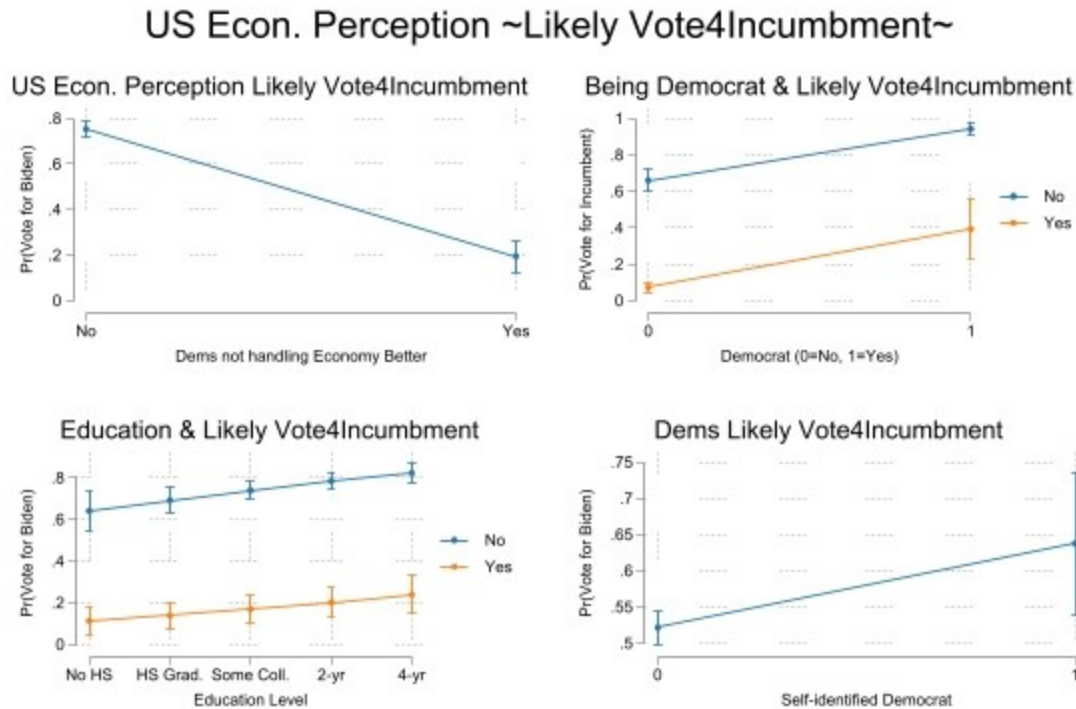 US Econ. Perception ~Likely Vote4Incumbment~
US Econ. Perception Likely Vote4Incumbment
Pr(Vote for Biden)
.8
.6
.4
.2
0
No
Yes
Dems not handling Economy Better
Being Democrat & Likely Vote4Incumbment
Pr(Vote for Incumbent)
1
.8
.6
.4
.2
0
0
1
Democrat (0=No, 1=Yes)
No
Yes
Education & Likely Vote4Incumbment
Pr(Vote for Biden)
.8
.6
.4
.2
0
No HS
HS Grad.
Some Coll.
2-yr
4-yr
Education Level
No
Yes
Dems Likely Vote4Incumbment
Pr(Vote for Biden)
.75
.7
.65
.6
.55
.5
0
1
Self-identified Democrat